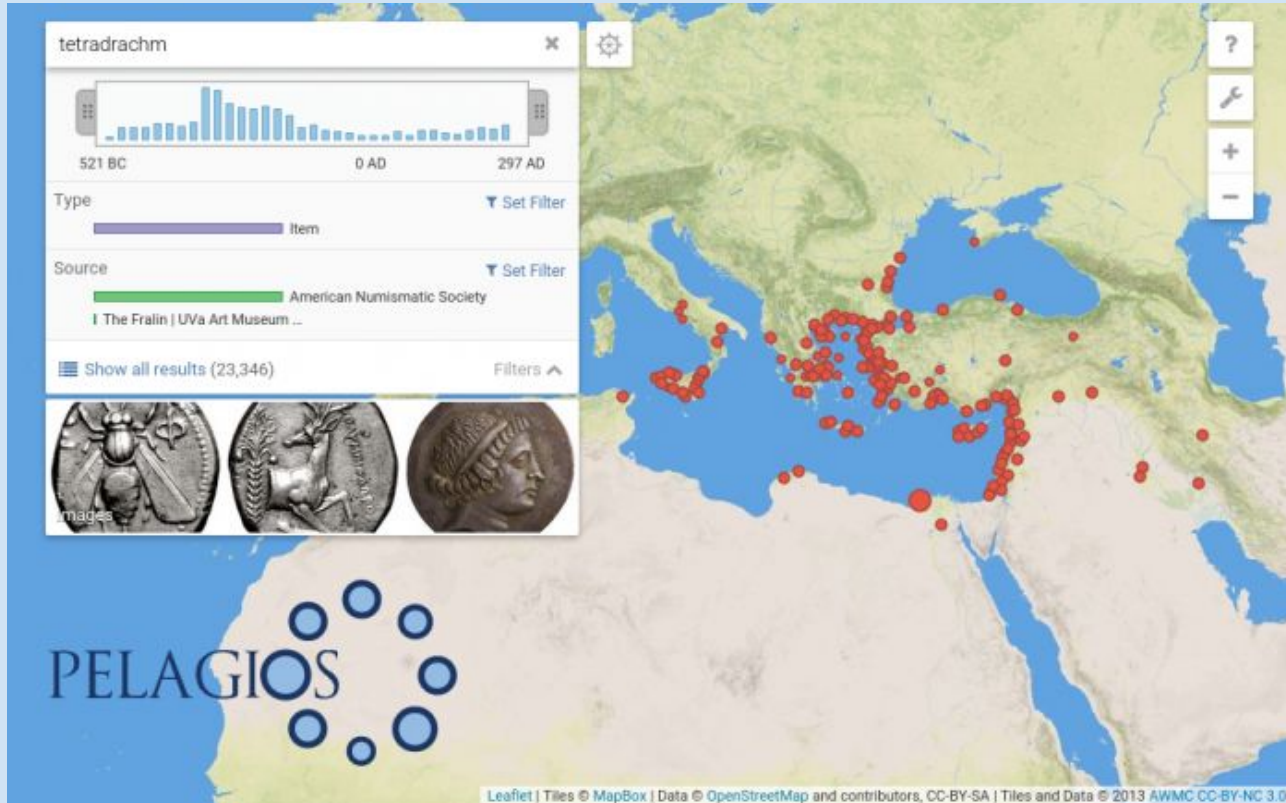 tetradrachm
521 BC 0 AD 297 AD
Type Set Filter
Item
Source Set Filter
American Numismatic Society
The Fralin | UVa Art Museum ...
Show all results (23,346) Filters
Images
?
+
−
PELAGIOS
Leaflet | Tiles © MapBox | Data © OpenStreetMap and contributors, CC-BY-SA | Tiles and Data © 2013 AWMC CC-BY-NC 3.